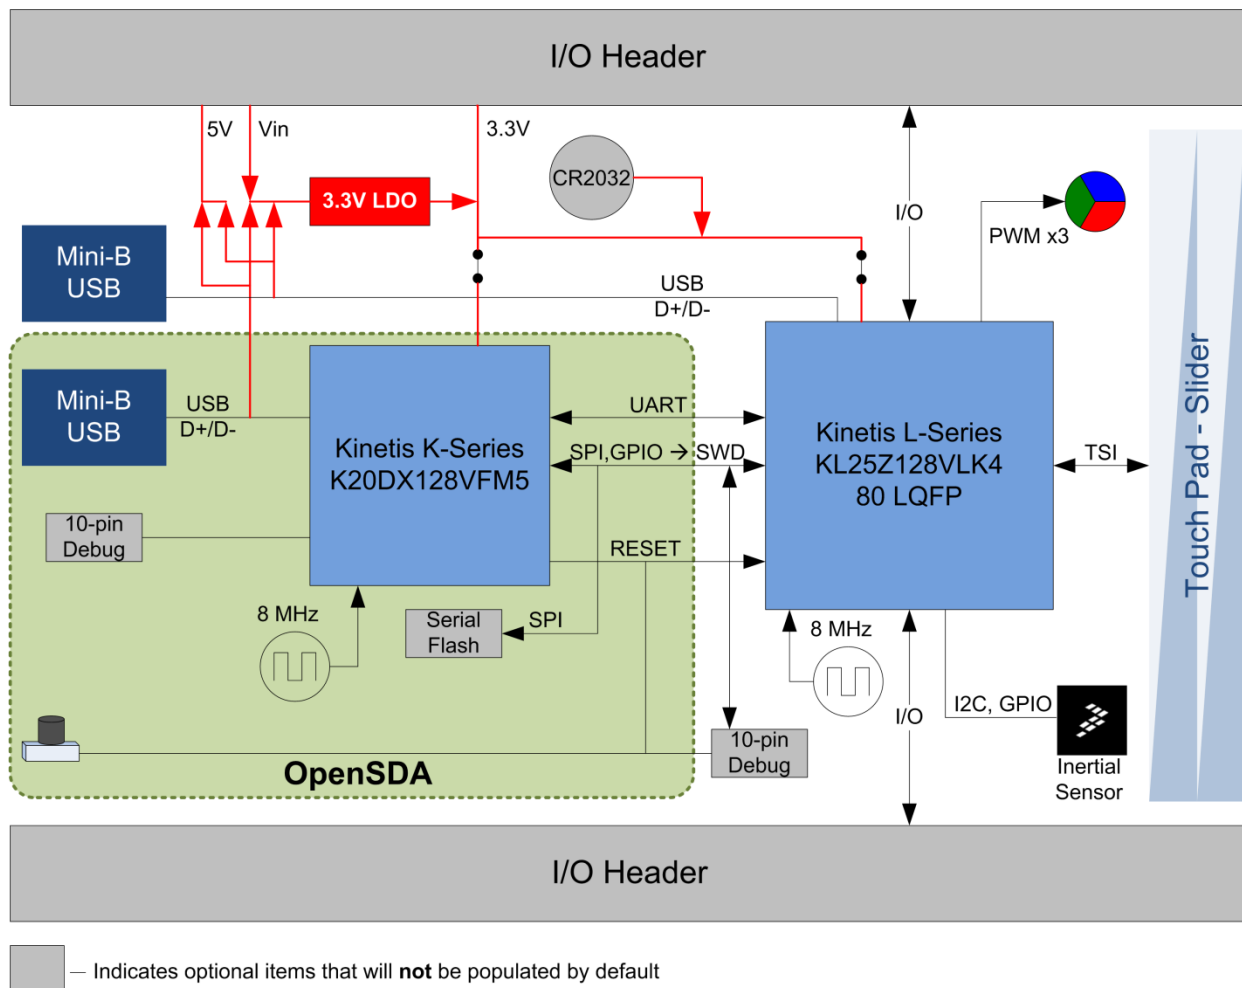 I/O Header
5V
Vin
3.3V
3.3V LDO
CR2032
I/O
PWM x3
Mini-B
USB
USB
D+/D-
Mini-B
USB
USB
D+/D-
Kinetis K-Series
K20DX128VFM5
UART
SPI,GPIO → SWD
RESET
Kinetis L-Series
KL25Z128VLK4
80 LQFP
TSI
Touch Pad - Slider
10-pin
Debug
8 MHz
Serial
Flash
SPI
8 MHz
I/O
I2C, GPIO
Inertial
Sensor
10-pin
Debug
OpenSDA
I/O Header
— Indicates optional items that will not be populated by default